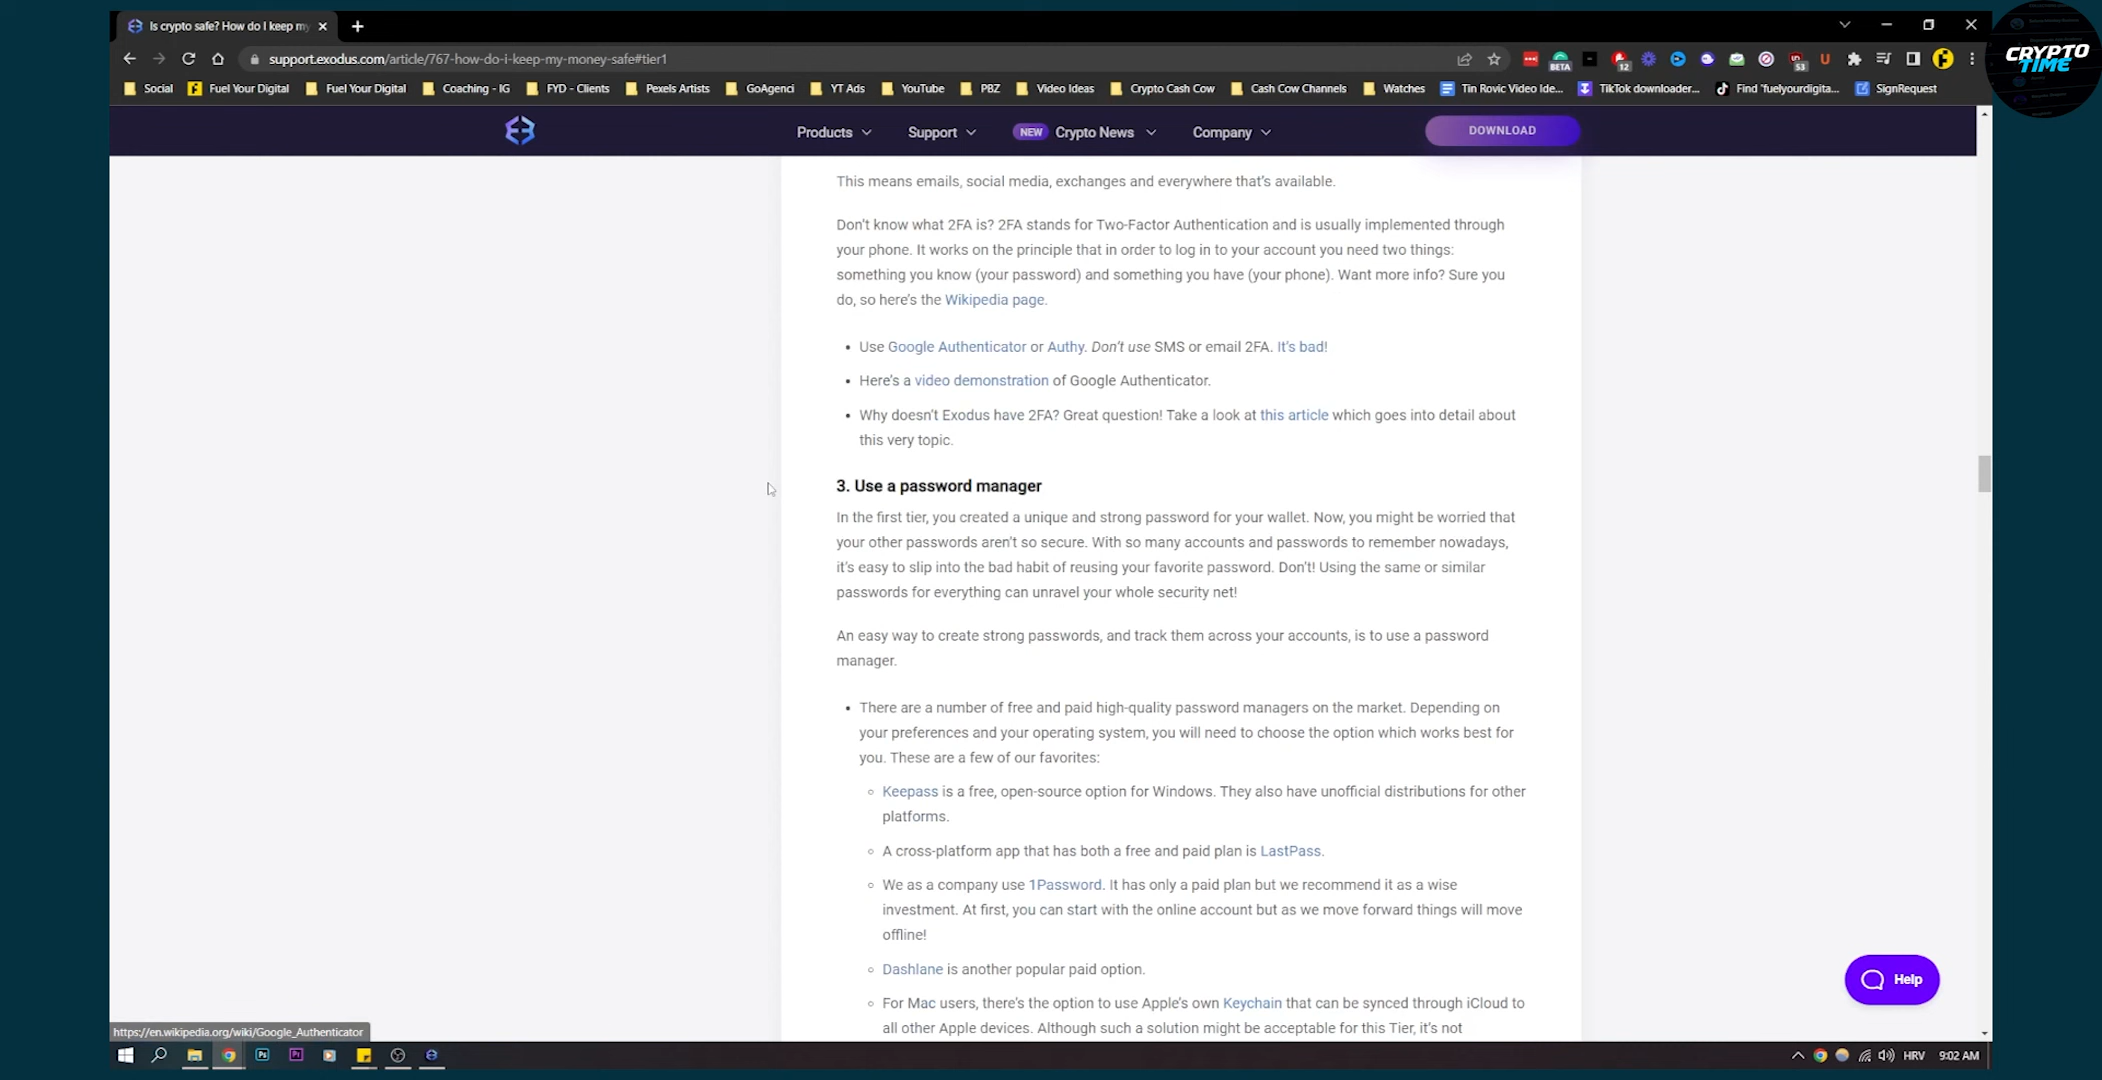 Is crypto safe? How do I keep my
support.exodus.com/article/767-how-do-i-keep-my-money-safe#tier1
BETA
12
53
U
CRYPTO
TIME
Social
Fuel Your Digital
Fuel Your Digital
Coaching - IG
FYD - Clients
Pexels Artists
GoAgenci
YT Ads
YouTube
PBZ
Video Ideas
Crypto Cash Cow
Cash Cow Channels
Watches
Tin Rovic Video Ide...
TikTok downloader...
Find 'fuelyourdigita...
SignRequest
Products
Support
NEW Crypto News
Company
DOWNLOAD
This means emails, social media, exchanges and everywhere that's available.
Don't know what 2FA is? 2FA stands for Two-Factor Authentication and is usually implemented through
your phone. It works on the principle that in order to log in to your account you need two things:
something you know (your password) and something you have (your phone). Want more info? Sure you
do, so here's the Wikipedia page.
• Use Google Authenticator or Authy. Don't use SMS or email 2FA. It's bad!
• Here's a video demonstration of Google Authenticator.
• Why doesn't Exodus have 2FA? Great question! Take a look at this article which goes into detail about
this very topic.
3. Use a password manager
In the first tier, you created a unique and strong password for your wallet. Now, you might be worried that
your other passwords aren't so secure. With so many accounts and passwords to remember nowadays,
it's easy to slip into the bad habit of reusing your favorite password. Don't! Using the same or similar
passwords for everything can unravel your whole security net!
An easy way to create strong passwords, and track them across your accounts, is to use a password
manager.
• There are a number of free and paid high-quality password managers on the market. Depending on
your preferences and your operating system, you will need to choose the option which works best for
you. These are a few of our favorites:
◦ Keepass is a free, open-source option for Windows. They also have unofficial distributions for other
platforms.
◦ A cross-platform app that has both a free and paid plan is LastPass.
◦ We as a company use 1Password. It has only a paid plan but we recommend it as a wise
investment. At first, you can start with the online account but as we move forward things will move
offline!
◦ Dashlane is another popular paid option.
◦ For Mac users, there's the option to use Apple's own Keychain that can be synced through iCloud to
all other Apple devices. Although such a solution might be acceptable for this Tier, it's not
Help
https://en.wikipedia.org/wiki/Google_Authenticator
Ps
Pr
HRV
9:02 AM